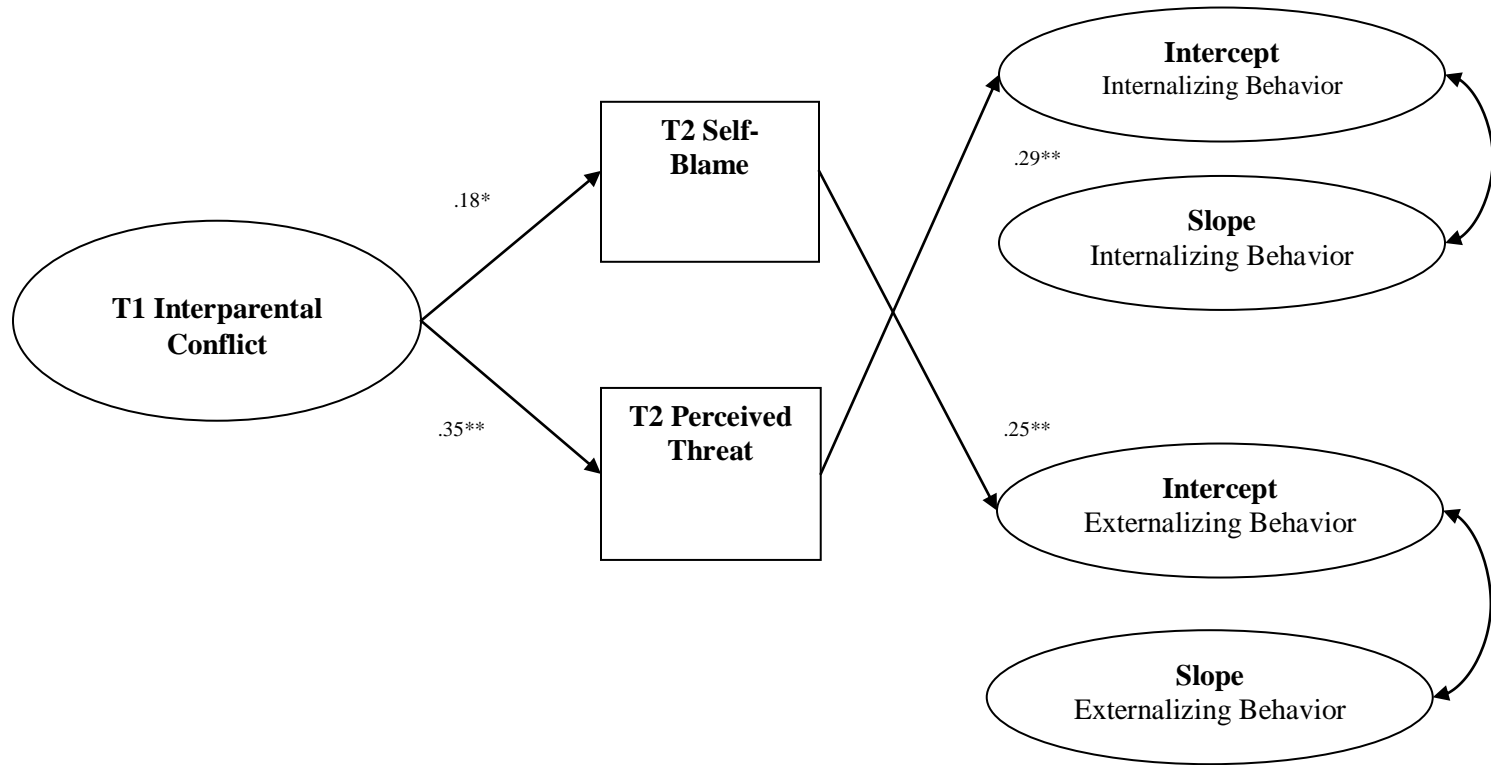 Intercept
Internalizing Behavior
T2 Self-
Blame
.29**
.18*
Slope
Internalizing Behavior
T1 Interparental
Conflict
T2 Perceived
Threat
.35**
.25**
Intercept
Externalizing Behavior
Slope
Externalizing Behavior